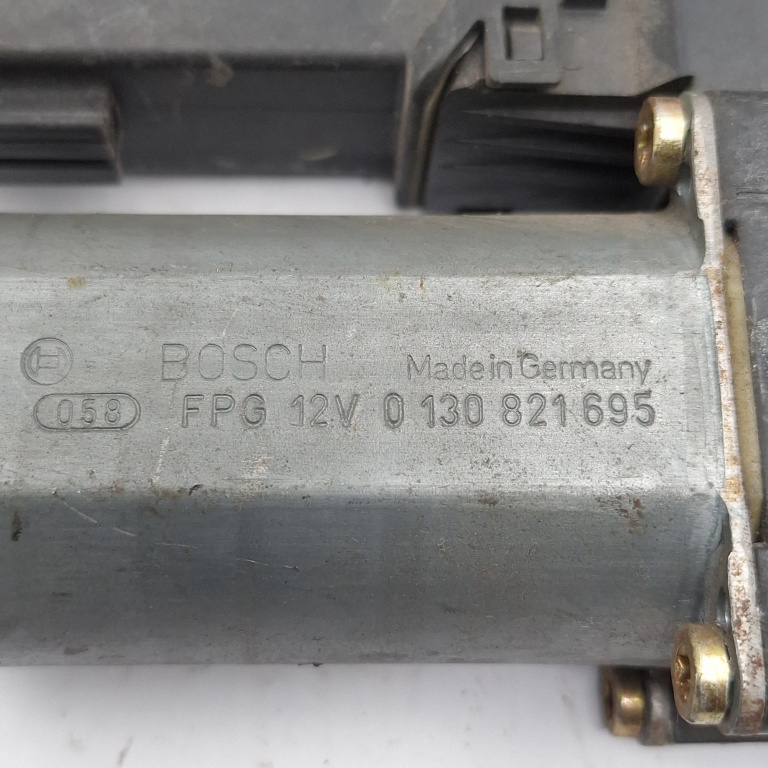 BOSCH Made in Germany
058 FPG 12V 0 130 821 695